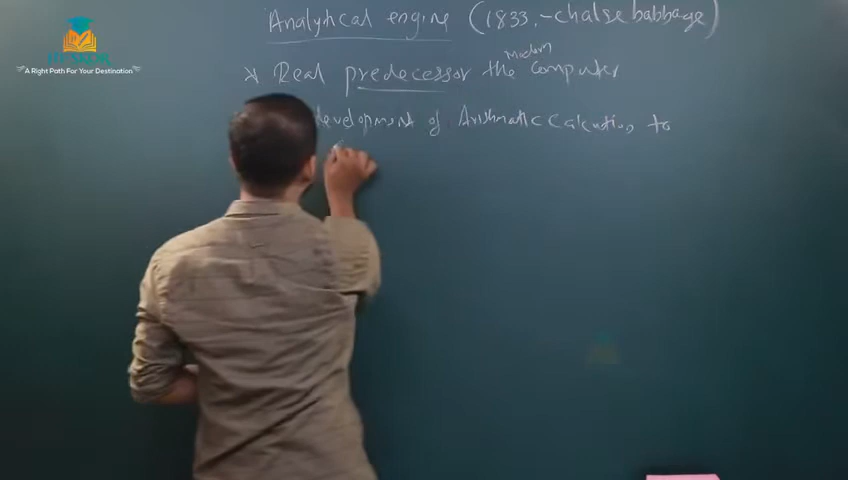 Analytical engine (1833,-chalse babbage)
A Right Path For Your Destination
* Real predecessor the modern computer
development of Arithmatic Calcution to